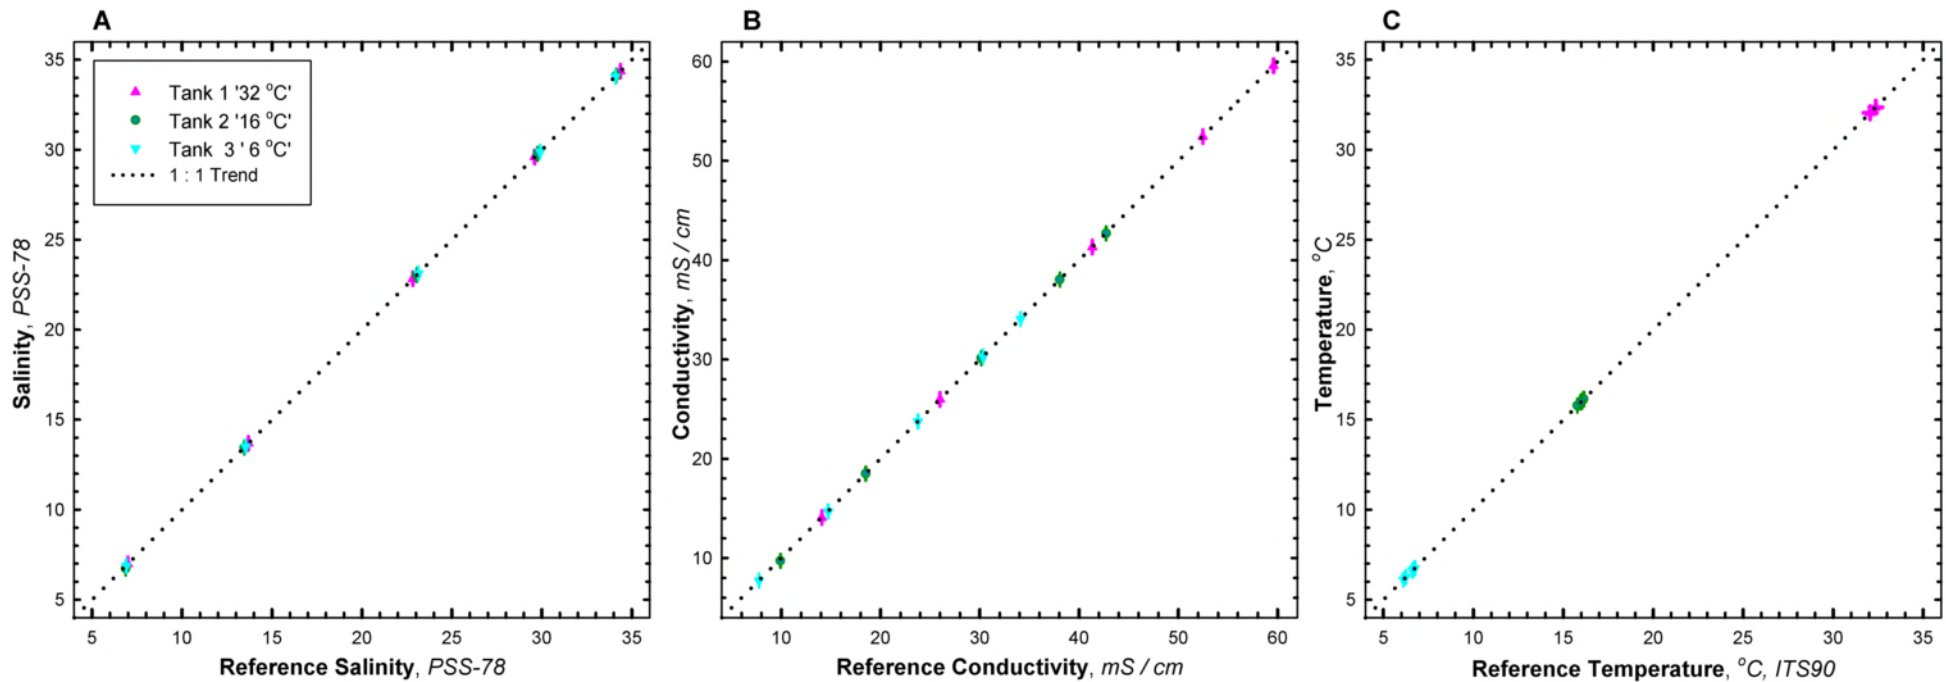 A
B
C
Tank 1 '32 °C'
Tank 2 '16 °C'
Tank 3 ' 6 °C'
1 : 1 Trend
Salinity, PSS-78
35
30
25
20
15
10
5
5 10 15 20 25 30 35
Reference Salinity, PSS-78
Conductivity, mS / cm
60
50
40
30
20
10
10 20 30 40 50 60
Reference Conductivity, mS / cm
Temperature, °C
35
30
25
20
15
10
5
5 10 15 20 25 30 35
Reference Temperature, °C, ITS90